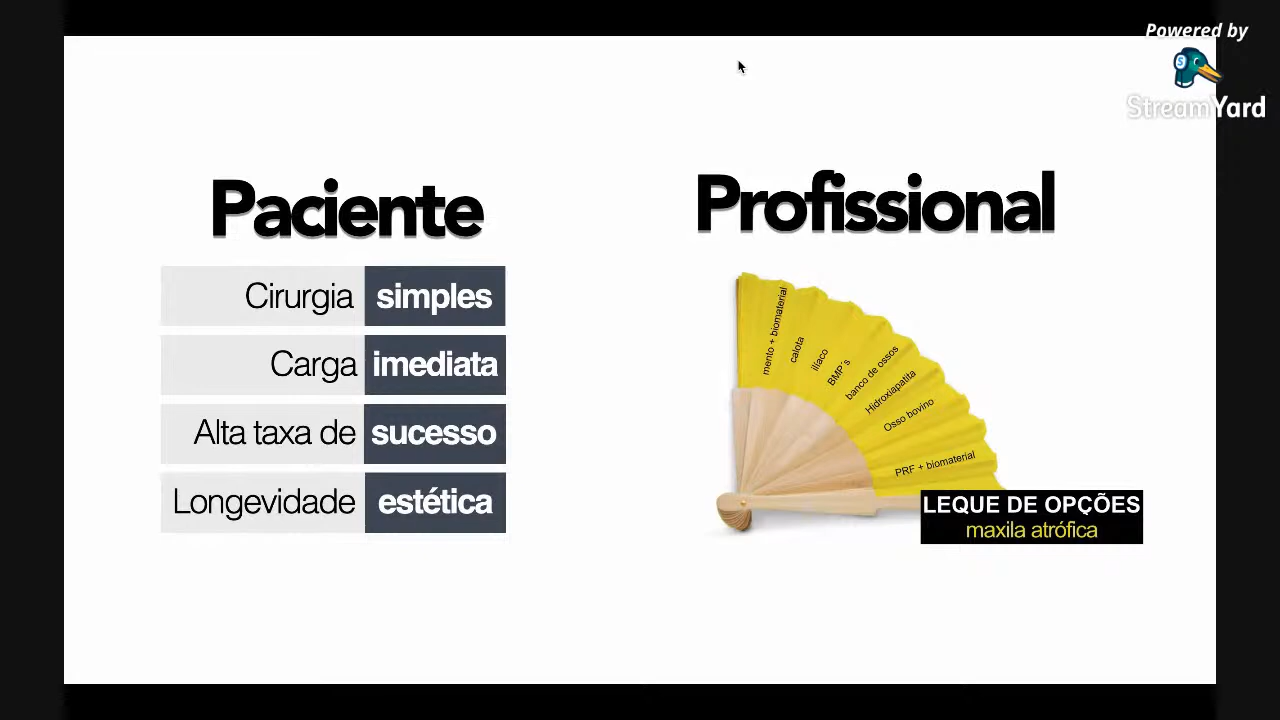 Powered by
StreamYard
Paciente
Cirurgia simples
Carga imediata
Alta taxa de sucesso
Longevidade estética
Profissional
mento + biomaterial
calota
ilíaco
BMP´s
banco de ossos
Hidroxiapatita
Osso bovino
PRF + biomaterial
LEQUE DE OPÇÕES
maxila atrófica